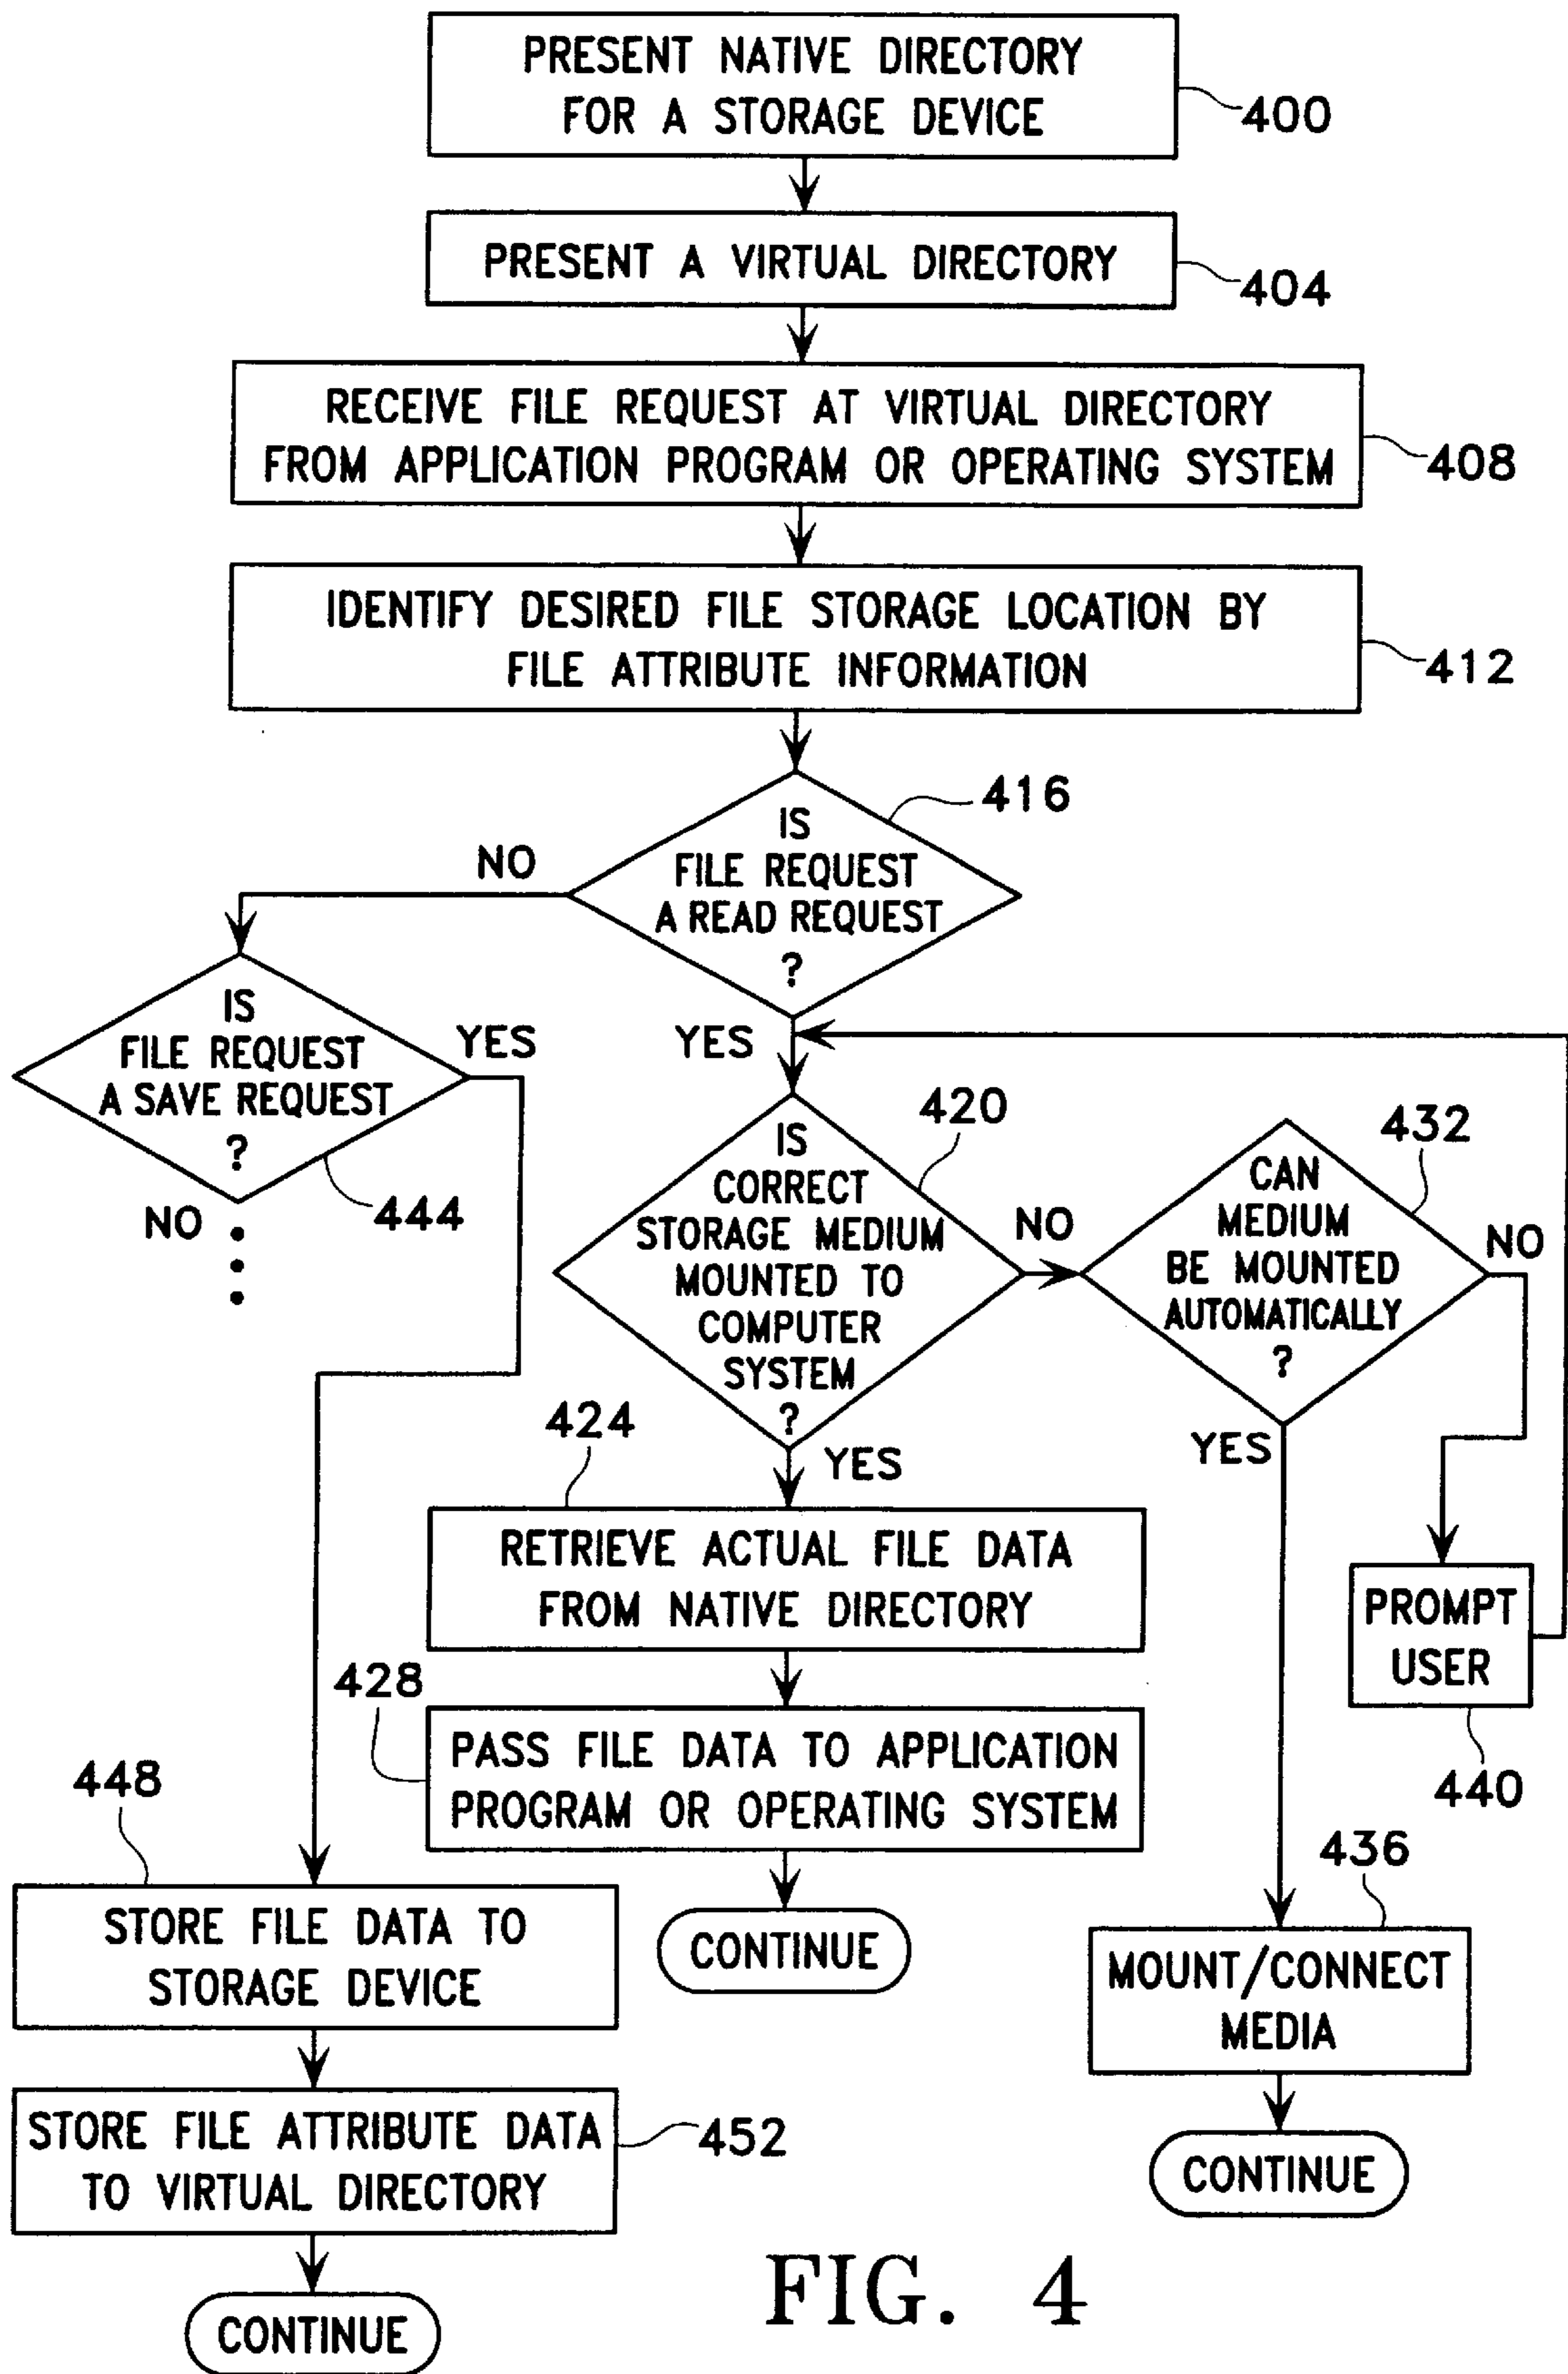 PRESENT NATIVE DIRECTORY
FOR A STORAGE DEVICE
400
PRESENT A VIRTUAL DIRECTORY
404
RECEIVE FILE REQUEST AT VIRTUAL DIRECTORY
FROM APPLICATION PROGRAM OR OPERATING SYSTEM
408
IDENTIFY DESIRED FILE STORAGE LOCATION BY
FILE ATTRIBUTE INFORMATION
412
416
IS
FILE REQUEST
A READ REQUEST
?
NO
YES
IS
FILE REQUEST
A SAVE REQUEST
?
YES
444
NO
420
IS
CORRECT
STORAGE MEDIUM
MOUNTED TO
COMPUTER
SYSTEM
?
NO
YES
432
CAN
MEDIUM
BE MOUNTED
AUTOMATICALLY
?
NO
YES
424
RETRIEVE ACTUAL FILE DATA
FROM NATIVE DIRECTORY
PROMPT
USER
440
428
PASS FILE DATA TO APPLICATION
PROGRAM OR OPERATING SYSTEM
CONTINUE
448
STORE FILE DATA TO
STORAGE DEVICE
436
MOUNT/CONNECT
MEDIA
CONTINUE
STORE FILE ATTRIBUTE DATA
TO VIRTUAL DIRECTORY
452
CONTINUE
FIG. 4